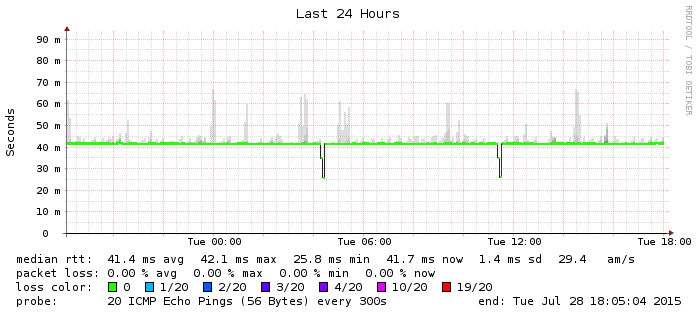 Last 24 Hours
RRDTOOL / TOBI OETIKER
Seconds
90 m
80 m
70 m
60 m
50 m
40 m
30 m
20 m
10 m
0
Tue 00:00 Tue 06:00 Tue 12:00 Tue 18:00
median rtt: 41.4 ms avg 42.1 ms max 25.8 ms min 41.7 ms now 1.4 ms sd 29.4 am/s
packet loss: 0.00 % avg 0.00 % max 0.00 % min 0.00 % now
loss color: 0 1/20 2/20 3/20 4/20 10/20 19/20
probe: 20 ICMP Echo Pings (56 Bytes) every 300s end: Tue Jul 28 18:05:04 2015